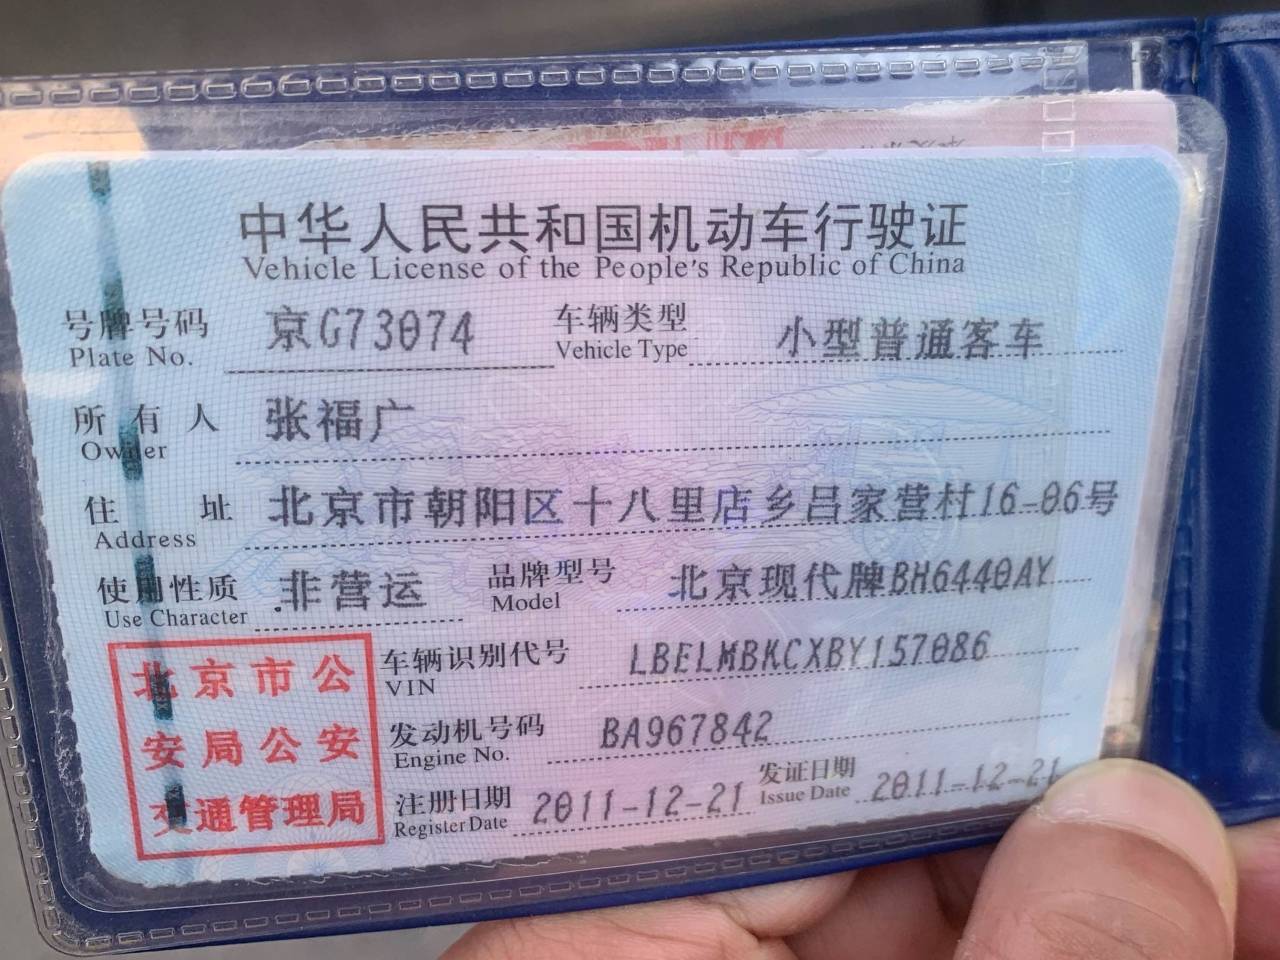 中华人民共和国机动车行驶证
Vehicle License of the People's Republic of China
号牌号码 京G73074 车辆类型 小型普通客车
Plate No. Vehicle Type
所有人 张福广
Owner
住址 北京市朝阳区十八里店乡吕家营村16-06号
Address
使用性质 非营运 品牌型号 北京现代牌BH6440AY
Use Character Model
车辆识别代号 LBELMBKCXBY157086
VIN
发动机号码 BA967842
Engine No.
注册日期 2011-12-21 发证日期 2011-12-21
Register Date Issue Date
北京市公
安局公安
交通管理局